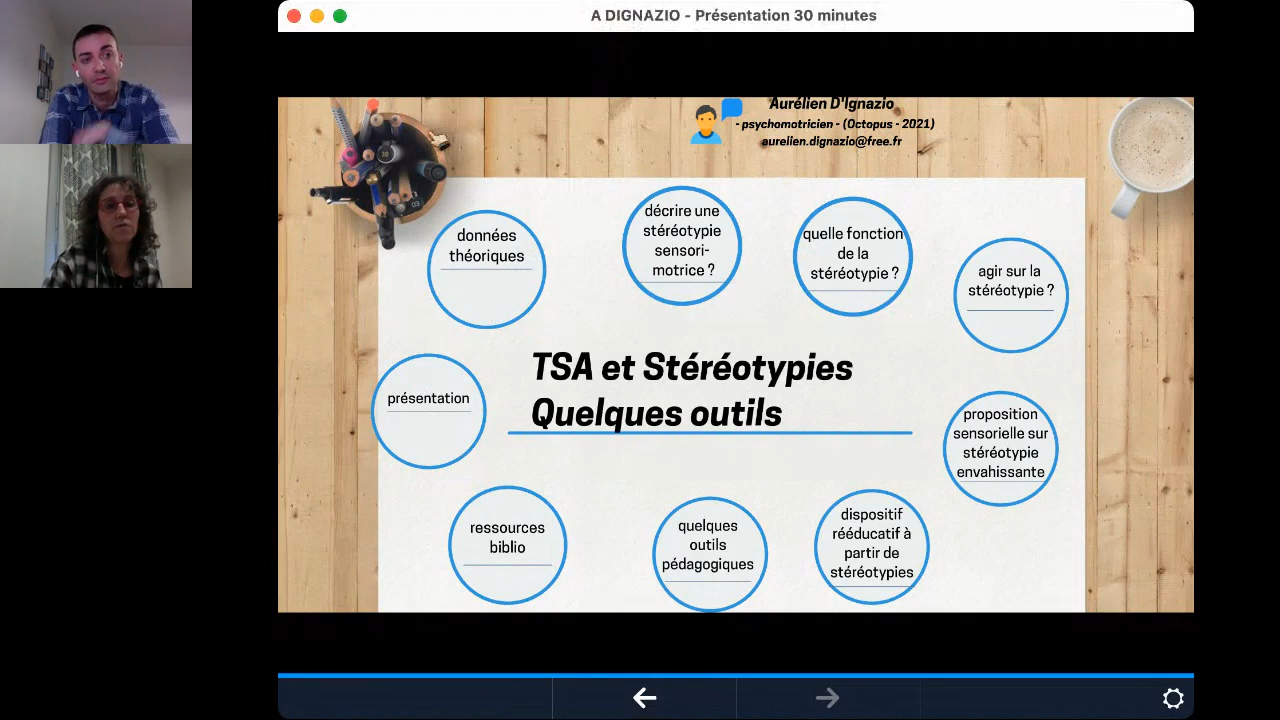 A DIGNAZIO - Présentation 30 minutes
Aurélien D'Ignazio
- psychomotricien - (Octopus - 2021)
aurelien.dignazio@free.fr
données
théoriques
décrire une
stéréotypie
sensori-
motrice ?
quelle fonction
de la
stéréotypie ?
agir sur la
stéréotypie ?
présentation
TSA et Stéréotypies
Quelques outils
proposition
sensorielle sur
stéréotypie
envahissante
ressources
biblio
quelques
outils
pédagogiques
dispositif
rééducatif à
partir de
stéréotypies